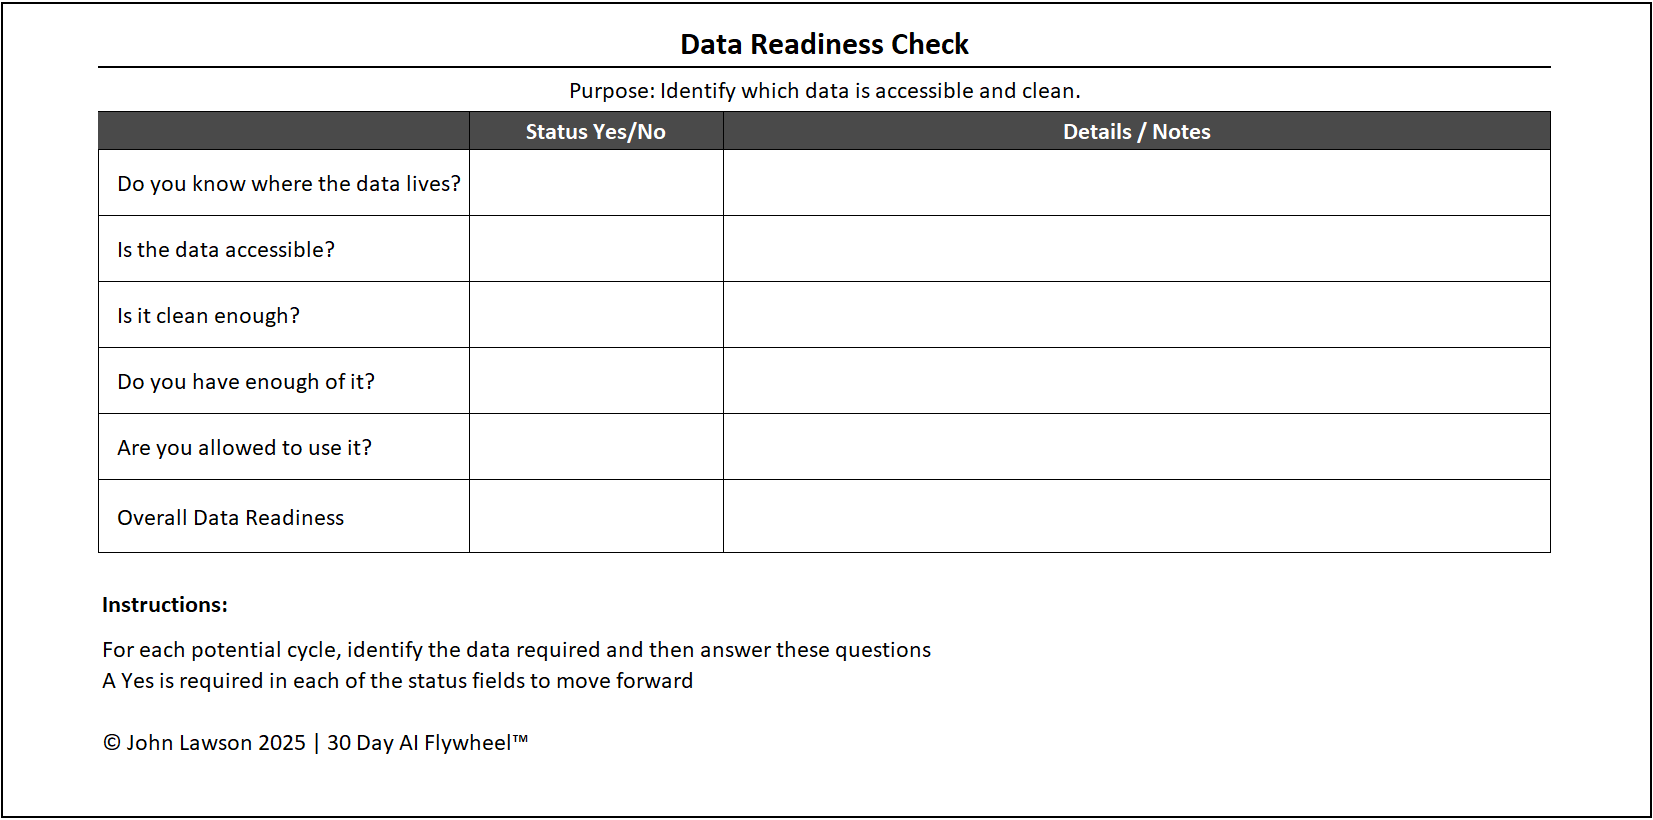 Data Readiness Check
Purpose: Identify which data is accessible and clean.
Status Yes/No
Details / Notes
Do you know where the data lives?
Is the data accessible?
Is it clean enough?
Do you have enough of it?
Are you allowed to use it?
Overall Data Readiness
Instructions:
For each potential cycle, identify the data required and then answer these questions
A Yes is required in each of the status fields to move forward
© John Lawson 2025 | 30 Day AI Flywheel™